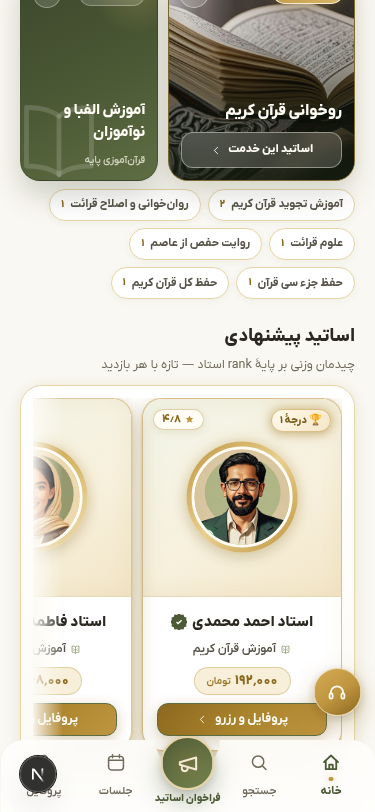 روخوانی قرآن کریم
اساتید این خدمت
آموزش الفبا و
نوآموزان
قرآن‌آموزی پایه
آموزش تجوید قرآن کریم ۲
روان‌خوانی و اصلاح قرائت ۱
علوم قرائت ۱
روایت حفص از عاصم ۱
حفظ جزء سی قرآن ۱
حفظ کل قرآن کریم ۱
اساتید پیشنهادی
چیدمان وزنی بر پایهٔ rank استاد — تازه با هر بازدید
درجهٔ ۱
۴٫۸
استاد احمد محمدی
آموزش قرآن کریم
۱۹۲٬۰۰۰ تومان
پروفایل و رزرو
استاد
آموزش
پروفایل
خانه
جستجو
فراخوان اساتید
جلسات
N